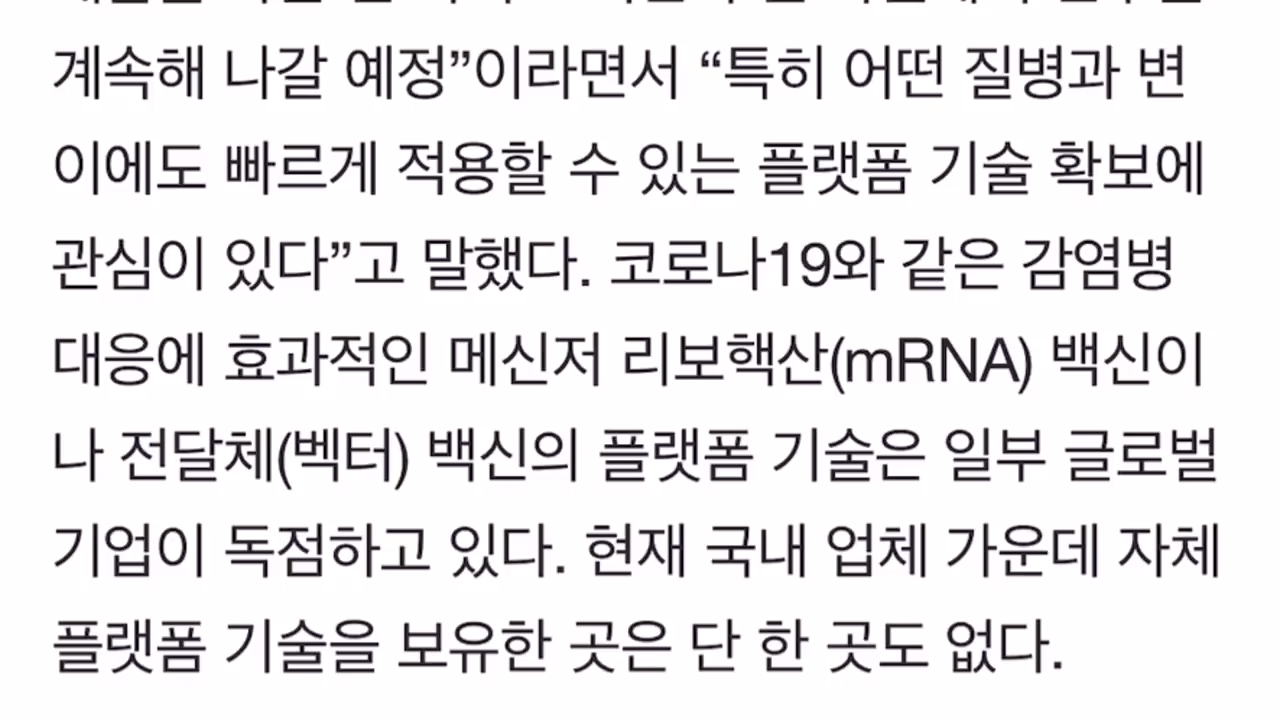 계속해 나갈 예정”이라면서 “특히 어떤 질병과 변
이에도 빠르게 적용할 수 있는 플랫폼 기술 확보에
관심이 있다”고 말했다. 코로나19와 같은 감염병
대응에 효과적인 메신저 리보핵산(mRNA) 백신이
나 전달체(벡터) 백신의 플랫폼 기술은 일부 글로벌
기업이 독점하고 있다. 현재 국내 업체 가운데 자체
플랫폼 기술을 보유한 곳은 단 한 곳도 없다.